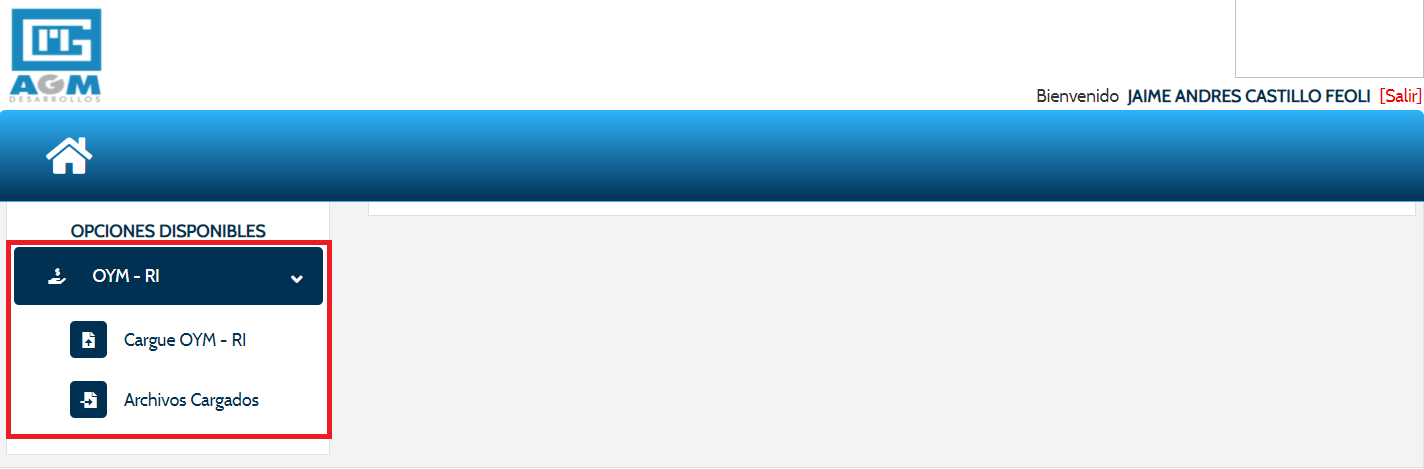 AGM
DESARROLLOS
Bienvenido JAIME ANDRES CASTILLO FEOLI [Salir]
OPCIONES DISPONIBLES
OYM - RI
Cargue OYM - RI
Archivos Cargados